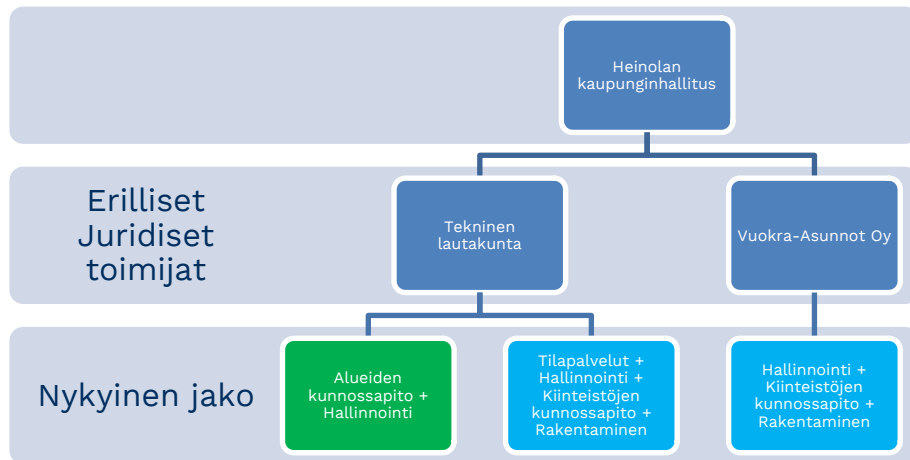 Heinolan
kaupunginhallitus
Erilliset
Juridiset
toimijat
Tekninen
lautakunta
Vuokra-Asunnot Oy
Nykyinen jako
Alueiden
kunnossapito +
Hallinnointi
Tilapalvelut +
Hallinnointi +
Kiinteistöjen
kunnossapito +
Rakentaminen
Hallinnointi +
Kiinteistöjen
kunnossapito +
Rakentaminen